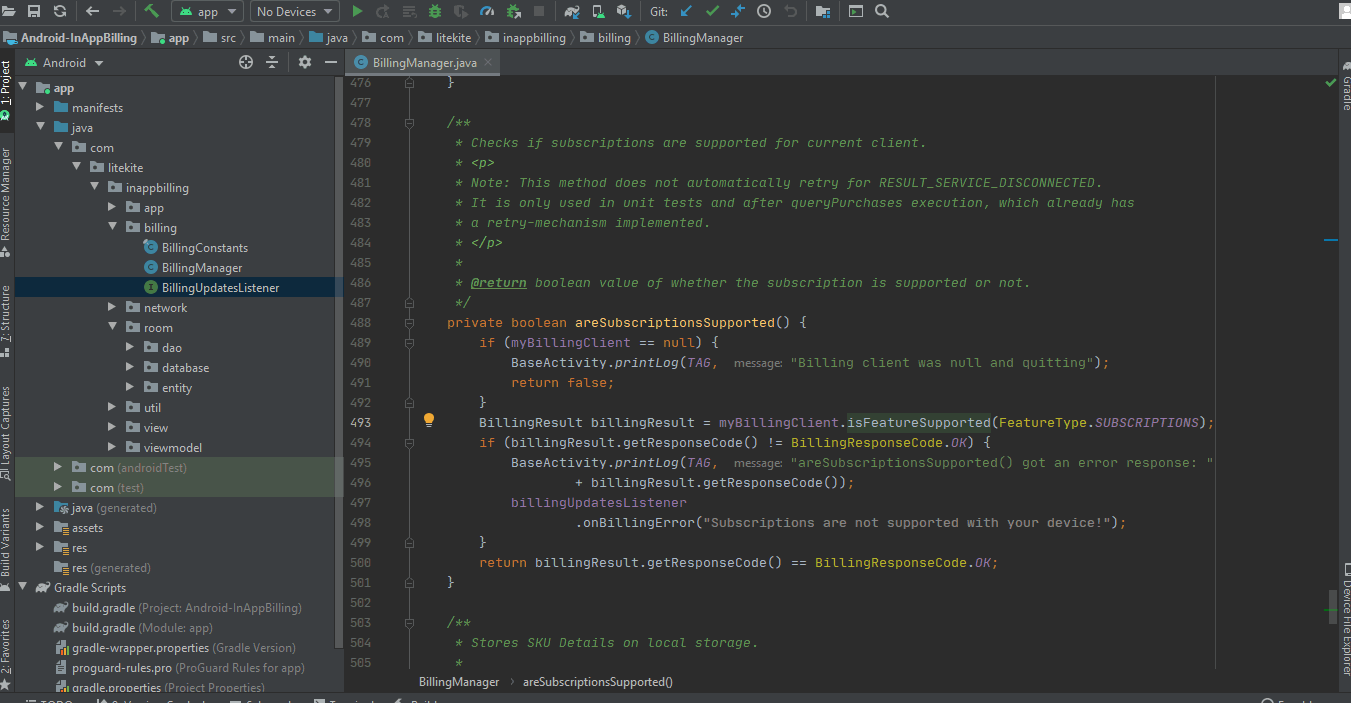 app
No Devices
Git:
Android-InAppBilling
app
src
main
java
com
litekite
inappbilling
billing
BillingManager
Android
BillingManager.java
1: Project
Resource Manager
7: Structure
Layout Captures
Build Variants
2: Favorites
app
manifests
java
com
litekite
inappbilling
app
billing
BillingConstants
BillingManager
BillingUpdatesListener
network
room
dao
database
entity
util
view
viewmodel
com (androidTest)
com (test)
java (generated)
assets
res
res (generated)
Gradle Scripts
build.gradle (Project: Android-InAppBilling)
build.gradle (Module: app)
gradle-wrapper.properties (Gradle Version)
proguard-rules.pro (ProGuard Rules for app)
gradle.properties (Project Properties)
476 }
477
478 /**
479 * Checks if subscriptions are supported for current client.
480 * <p>
481 * Note: This method does not automatically retry for RESULT_SERVICE_DISCONNECTED.
482 * It is only used in unit tests and after queryPurchases execution, which already has
483 * a retry-mechanism implemented.
484 * </p>
485 *
486 * @return boolean value of whether the subscription is supported or not.
487 */
488 private boolean areSubscriptionsSupported() {
489 if (myBillingClient == null) {
490 BaseActivity.printLog(TAG, message: "Billing client was null and quitting");
491 return false;
492 }
493 BillingResult billingResult = myBillingClient.isFeatureSupported(FeatureType.SUBSCRIPTIONS);
494 if (billingResult.getResponseCode() != BillingResponseCode.OK) {
495 BaseActivity.printLog(TAG, message: "areSubscriptionsSupported() got an error response: "
496 + billingResult.getResponseCode());
497 billingUpdatesListener
498 .onBillingError("Subscriptions are not supported with your device!");
499 }
500 return billingResult.getResponseCode() == BillingResponseCode.OK;
501 }
502
503 /**
504 * Stores SKU Details on local storage.
505 *
BillingManager
areSubscriptionsSupported()
Gradle
Device File Explorer